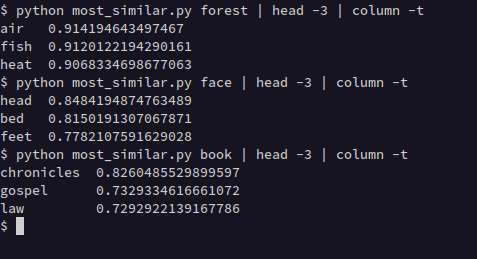 $ python most_similar.py forest | head -3 | column -t
air   0.914194643497467
fish  0.9120122194290161
heat  0.9068334698677063
$ python most_similar.py face | head -3 | column -t
head  0.8484194874763489
bed   0.8150191307067871
feet  0.7782107591629028
$ python most_similar.py book | head -3 | column -t
chronicles  0.8260485529899597
gospel      0.7329334616661072
law         0.7292922139167786
$